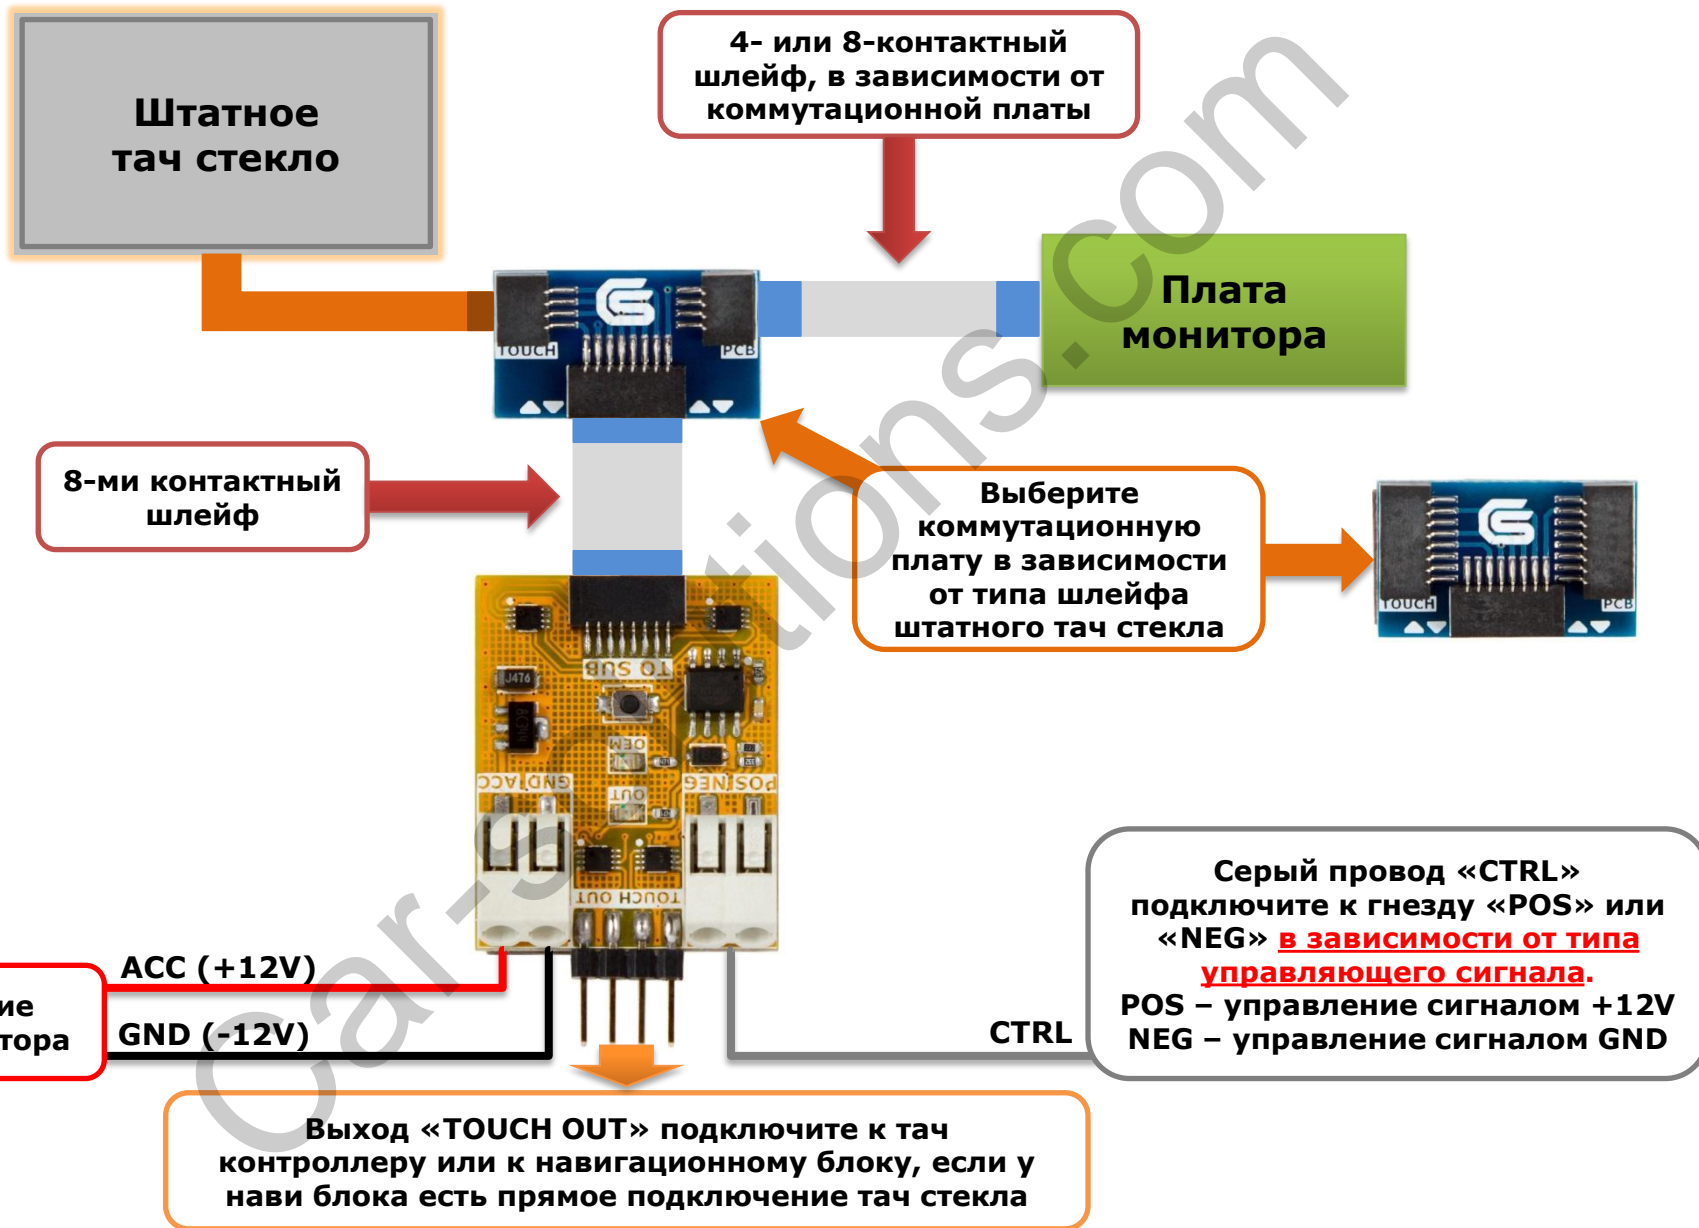 Штатное
тач стекло
4- или 8-контактный
шлейф, в зависимости от
коммутационной платы
Плата
монитора
TOUCH
PCB
8-ми контактный
шлейф
Выберите
коммутационную
плату в зависимости
от типа шлейфа
штатного тач стекла
TOUCH
PCB
TO SUB
J476
OEM
OUT
GND ACC
POS NEG
TOUCH OUT
ACC (+12V)
GND (-12V)
CTRL
Серый провод «CTRL»
подключите к гнезду «POS» или
«NEG» в зависимости от типа
управляющего сигнала.
POS – управление сигналом +12V
NEG – управление сигналом GND
Выход «TOUCH OUT» подключите к тач
контроллеру или к навигационному блоку, если у
нави блока есть прямое подключение тач стекла
Car-solutions.com